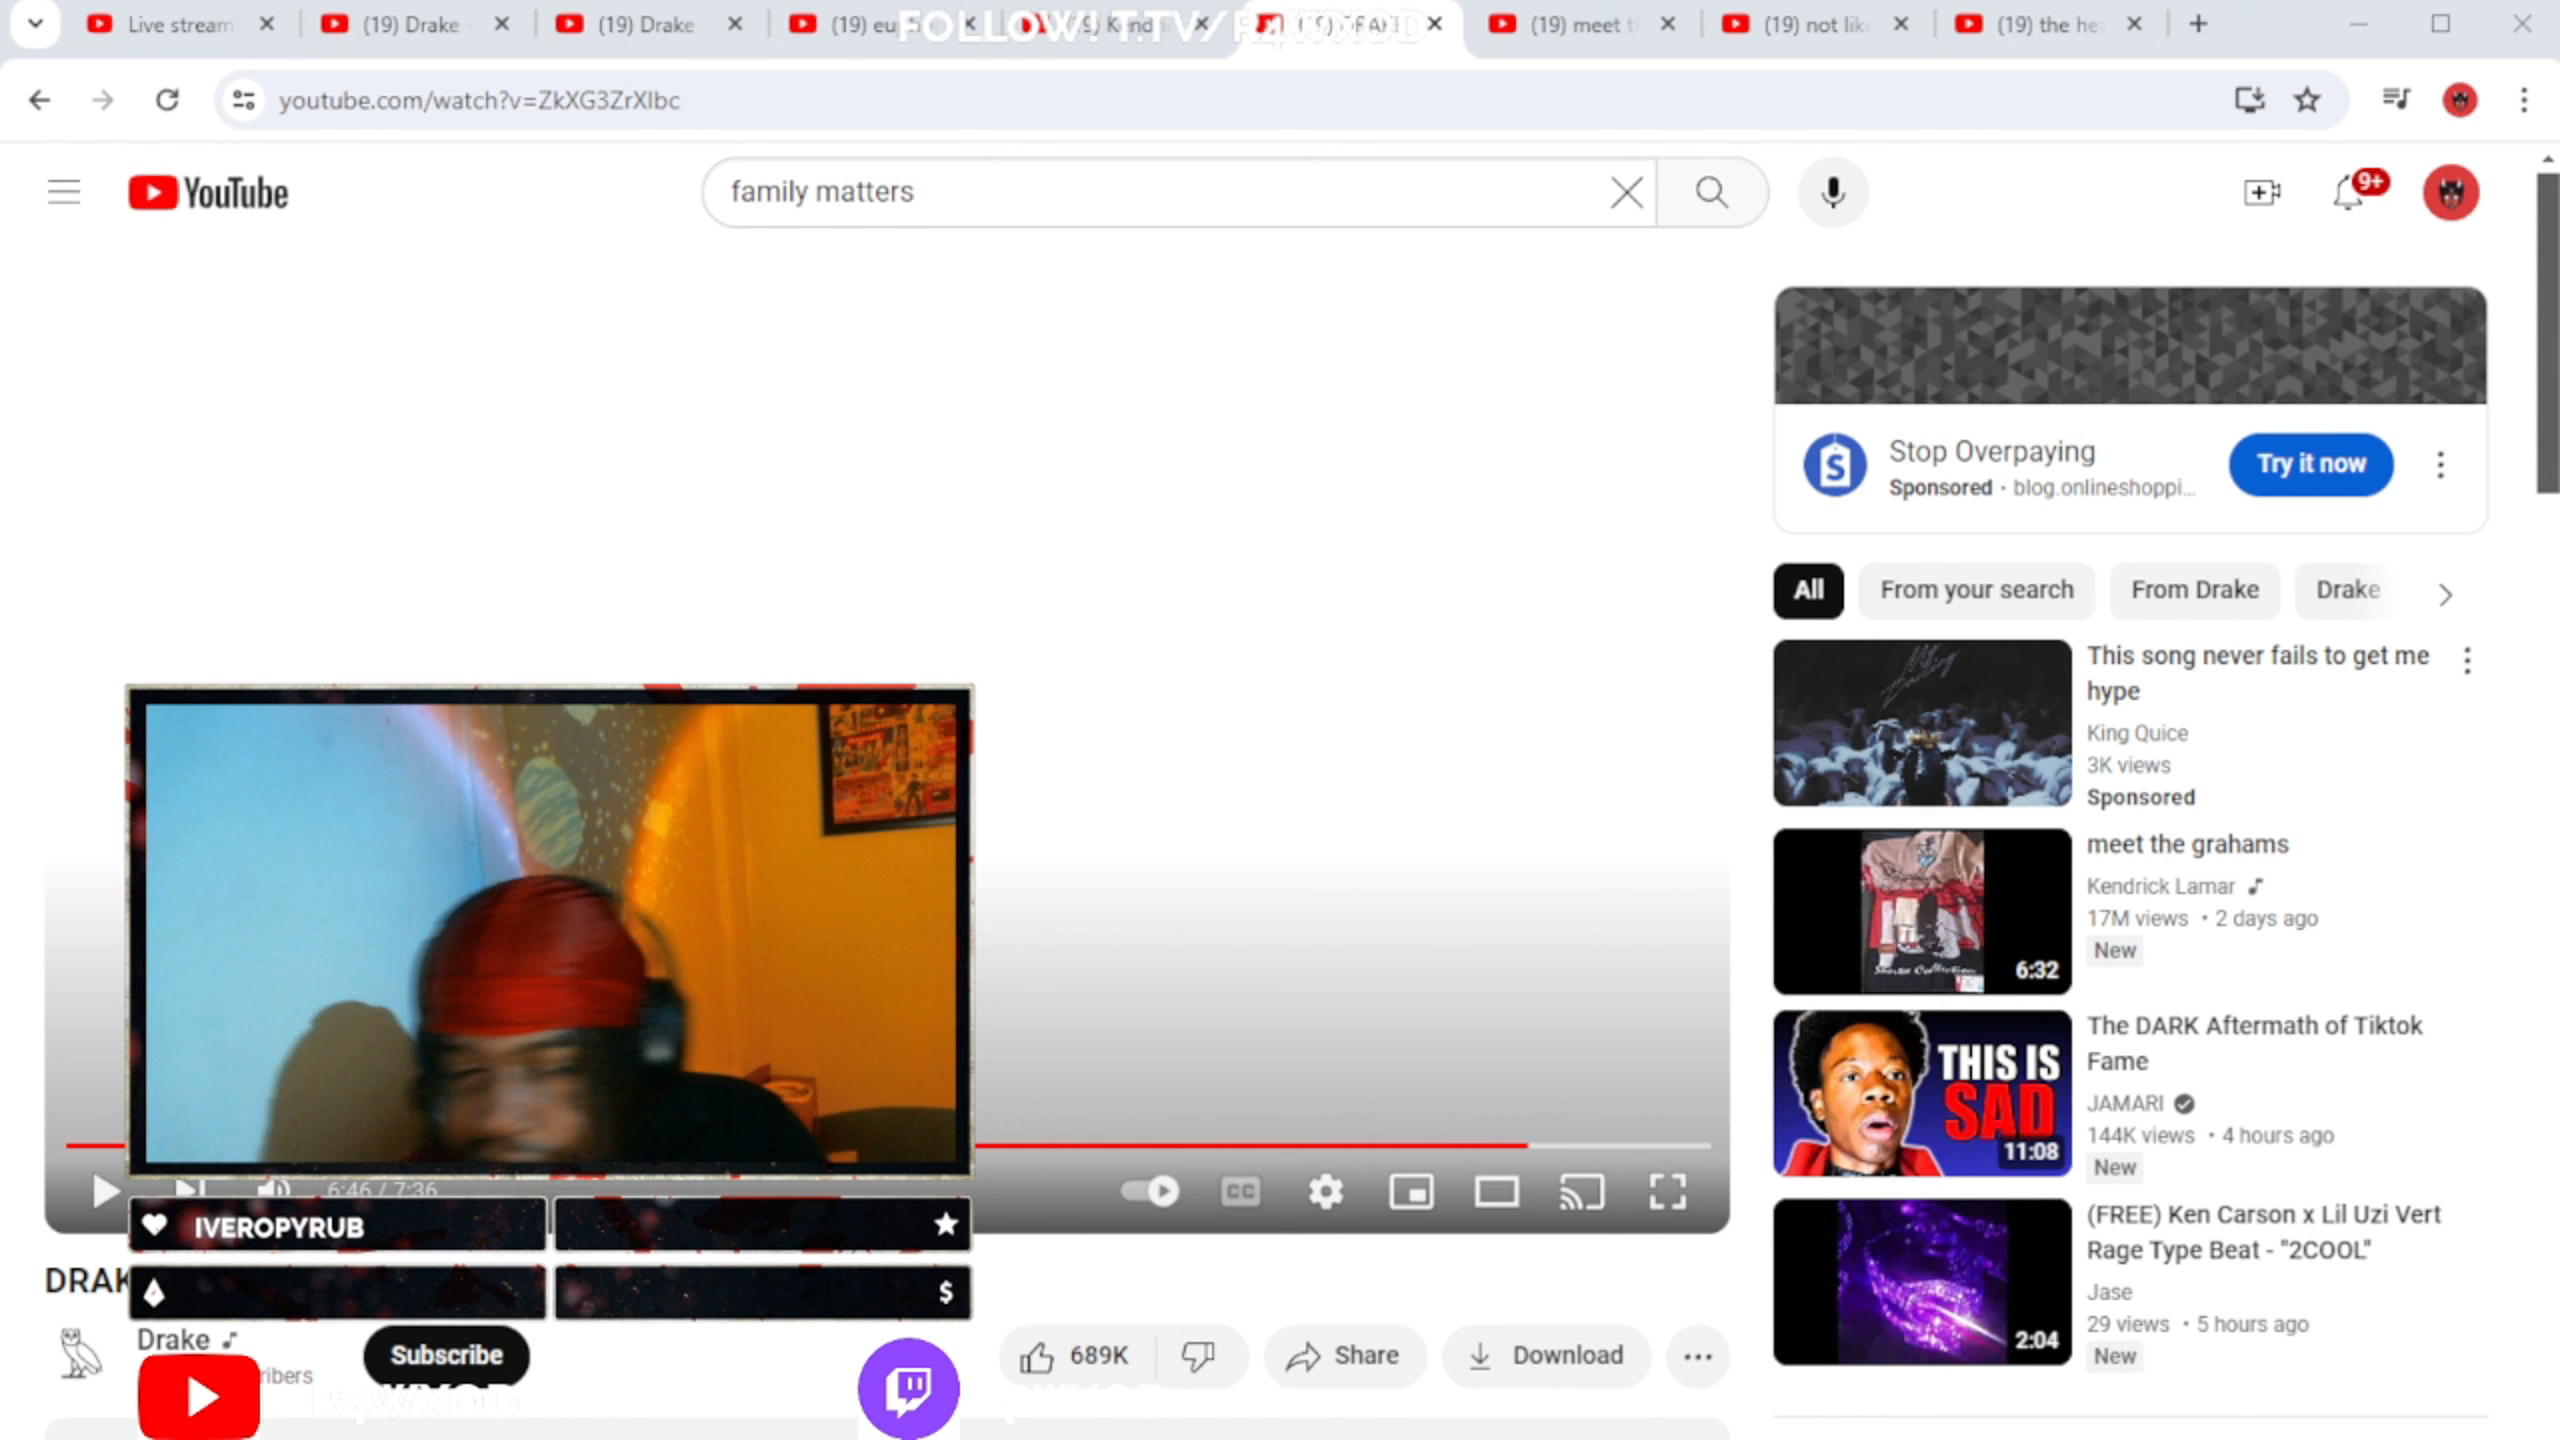 Live stream
(19) Drake
(19) Drake
(19) meet t
(19) not lik
(19) the hea
FOLLOW! T.TV/R4WXOD
youtube.com/watch?v=ZkXG3ZrXIbc
YouTube
family matters
9+
Stop Overpaying
Sponsored · blog.onlineshoppi...
Try it now
All
From your search
From Drake
Drake
This song never fails to get me
hype
King Quice
3K views
Sponsored
meet the grahams
Kendrick Lamar
17M views • 2 days ago
New
6:32
The DARK Aftermath of Tiktok
Fame
JAMARI
144K views • 4 hours ago
New
THIS IS
SAD
11:08
(FREE) Ken Carson x Lil Uzi Vert
Rage Type Beat - "2COOL"
Jase
29 views • 5 hours ago
New
2:04
6:46 / 7:36
CC
IVEROPYRUB
$
DRAK
Drake
ribers
Subscribe
R4WXOD
689K
Share
Download